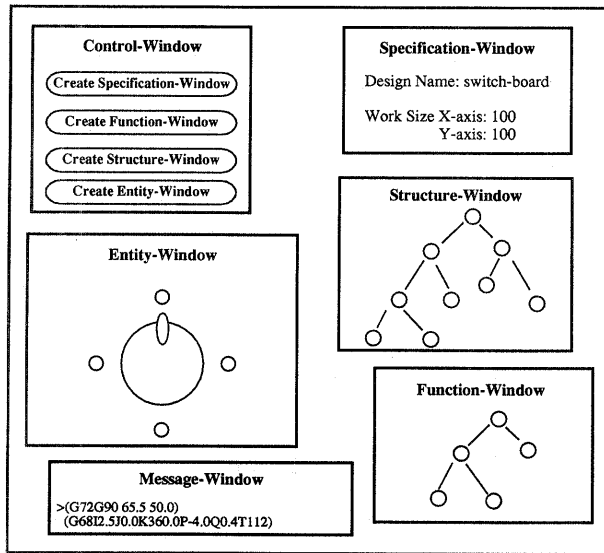 Control-Window
Create Specification-Window
Create Function-Window
Create Structure-Window
Create Entity-Window
Specification-Window
Design Name: switch-board
Work Size X-axis: 100
Y-axis: 100
Structure-Window
Entity-Window
Function-Window
Message-Window
>(G72G90 65.5 50.0)
(G68I2.5J0.0K360.0P-4.0Q0.4T112)